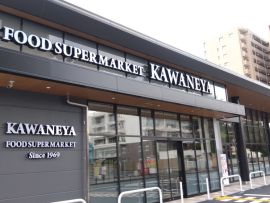 FOOD SUPERMARKET KAWANEYA
KAWANEYA
FOOD SUPERMARKET
Since 1969